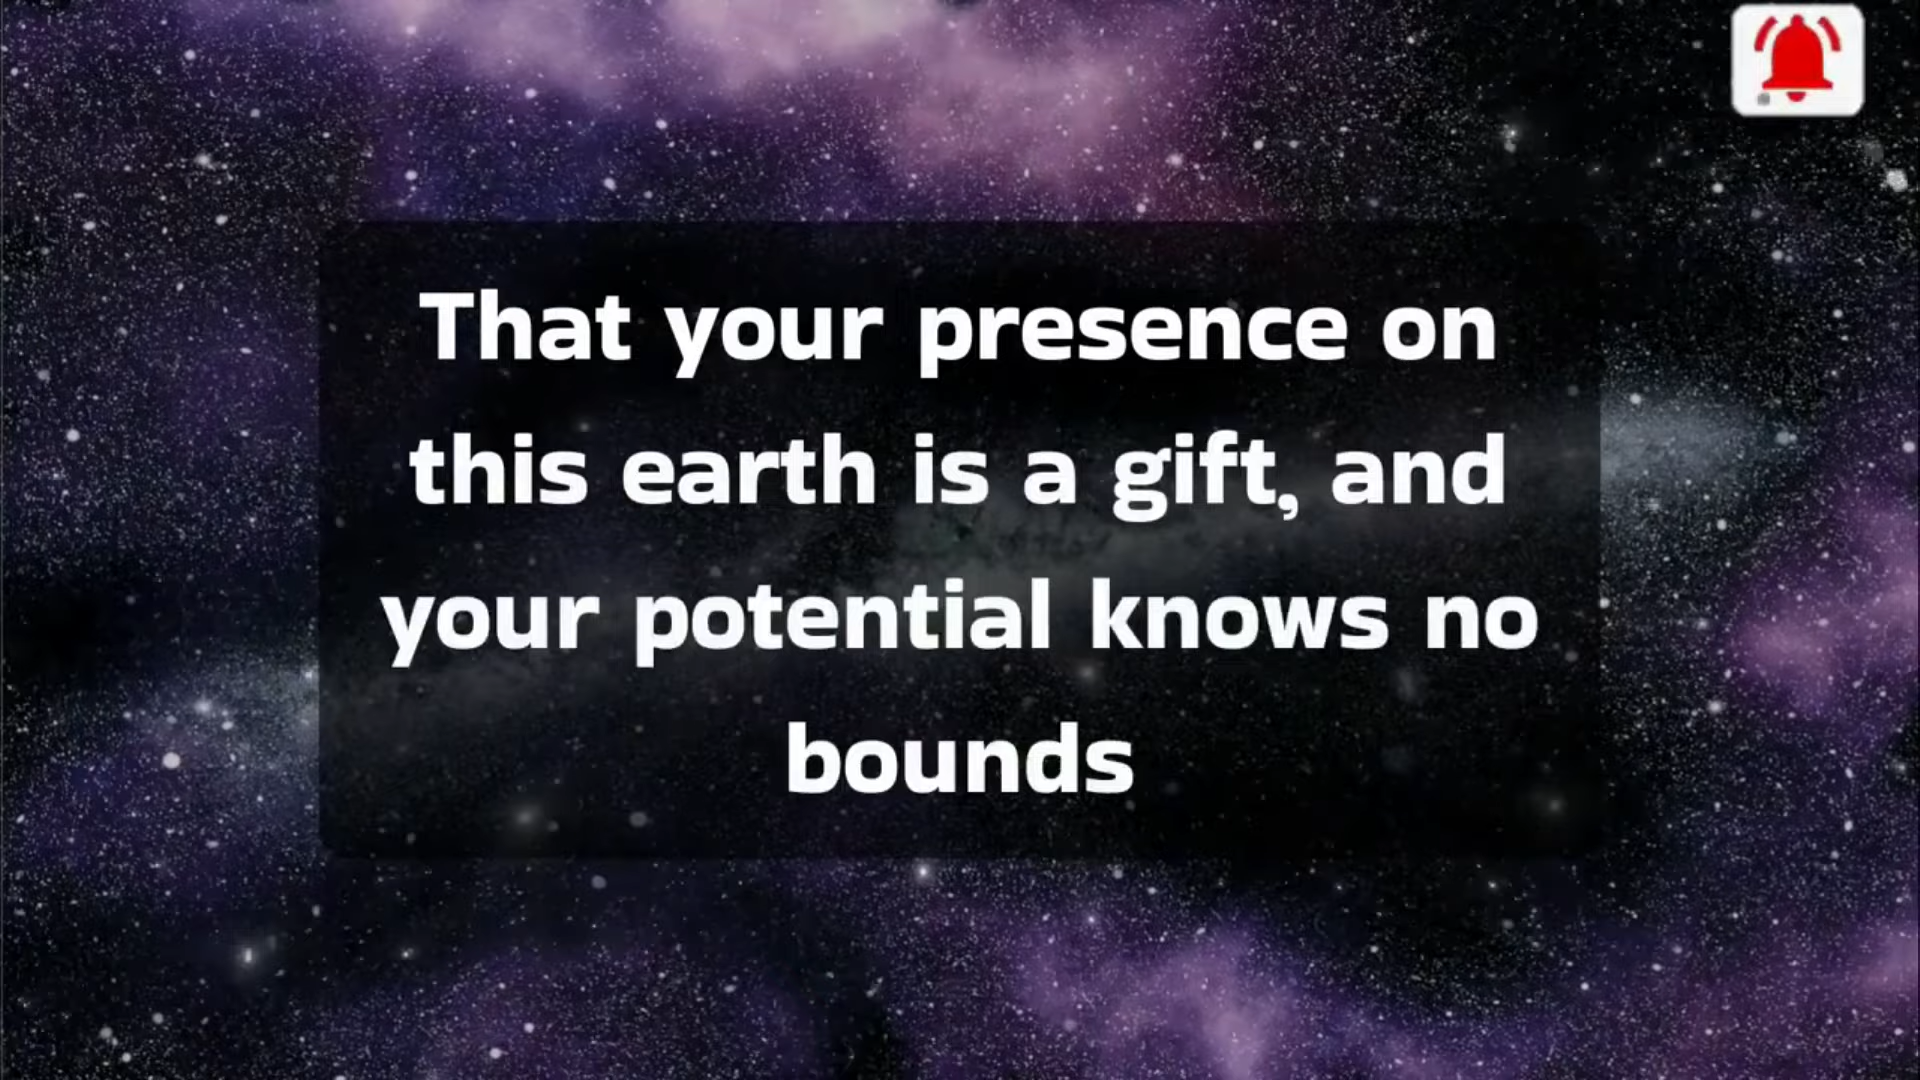 That your presence on
this earth is a gift, and
your potential knows no
bounds